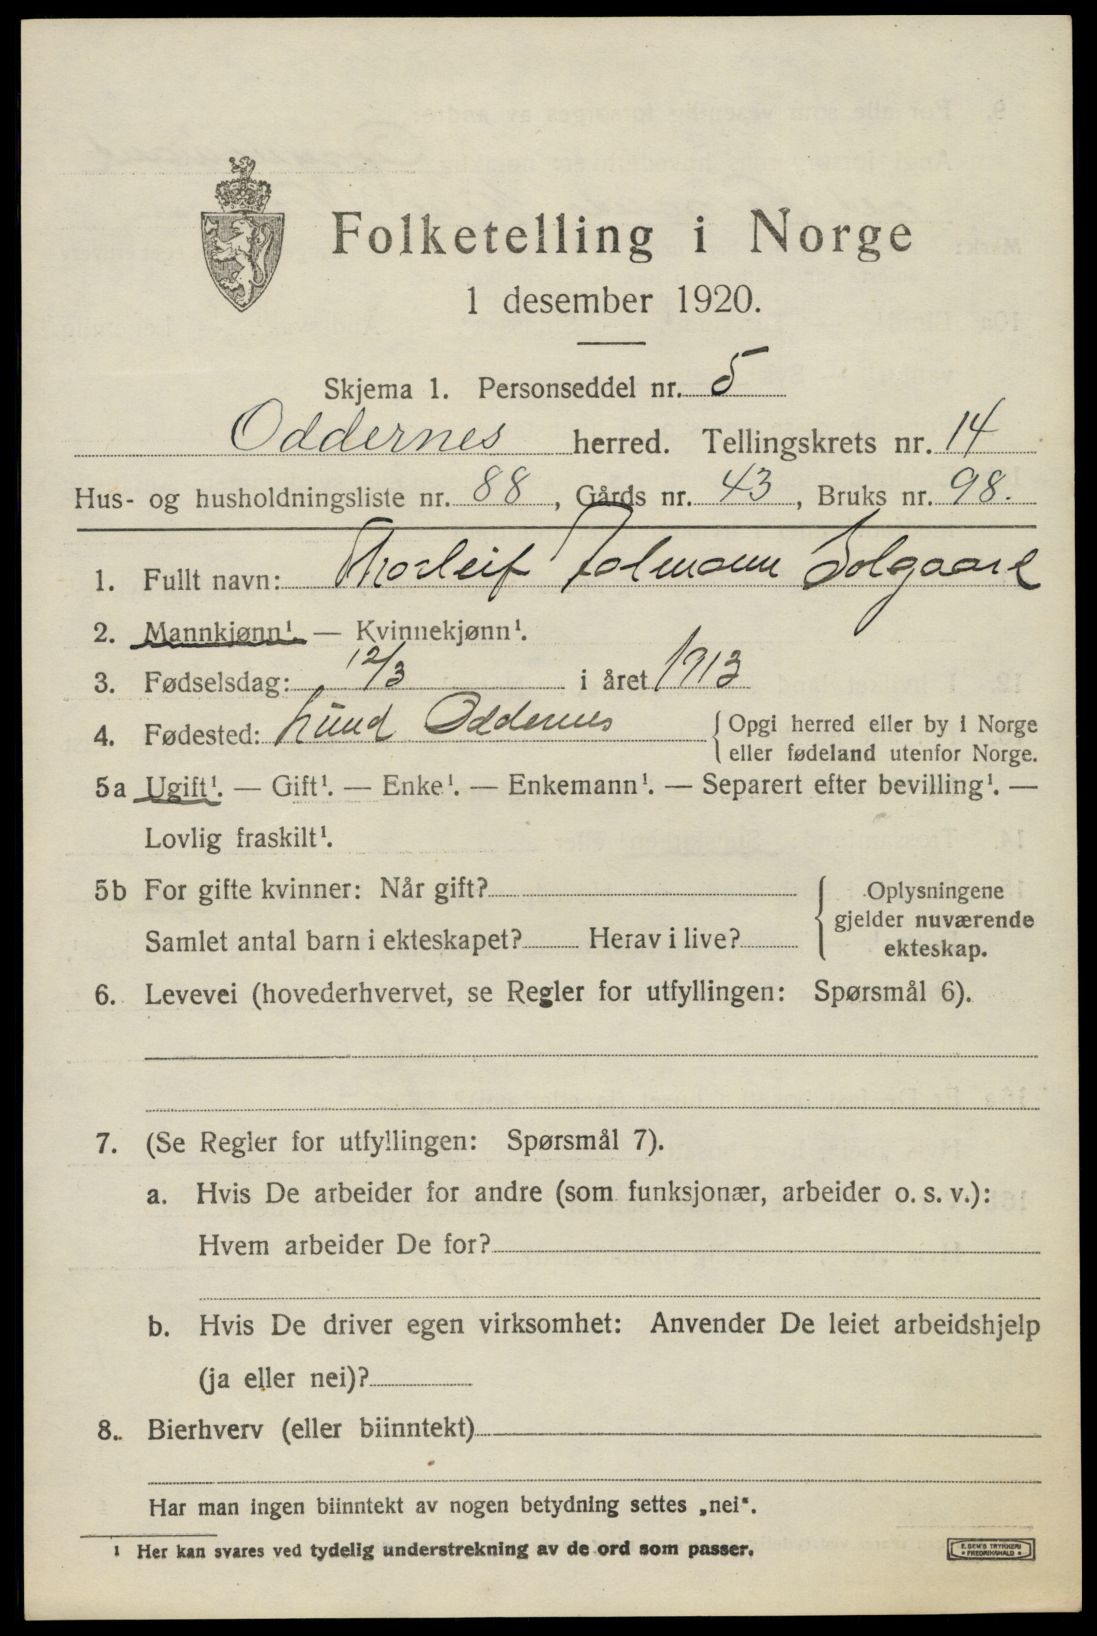 Folketelling i Norge
1 desember 1920.
Skjema 1. Personseddel nr. 5
Oddernes herred. Tellingskrets nr. 14
Hus- og husholdningsliste nr. 88, Gårds nr. 43, Bruks nr. 98.
1. Fullt navn: Thorleif Tolmann Solgaard
2. Mannkjønn¹. — Kvinnekjønn¹.
3. Fødselsdag: 12/3 i året 1913
4. Fødested: Lund Oddernes { Opgi herred eller by i Norge
eller fødeland utenfor Norge.
5a Ugift¹. — Gift¹. — Enke¹. — Enkemann¹. — Separert efter bevilling¹. —
Lovlig fraskilt¹.
5b For gifte kvinner: Når gift?
Samlet antal barn i ekteskapet? Herav i live?
{ Oplysningene
gjelder nuværende
ekteskap.
6. Levevei (hovederhvervet, se Regler for utfyllingen: Spørsmål 6).
7. (Se Regler for utfyllingen: Spørsmål 7).
a. Hvis De arbeider for andre (som funksjonær, arbeider o. s. v.):
Hvem arbeider De for?
b. Hvis De driver egen virksomhet: Anvender De leiet arbeidshjelp
(ja eller nei)?
8. Bierhverv (eller biinntekt)
Har man ingen biinntekt av nogen betydning settes „nei“.
¹ Her kan svares ved tydelig understrekning av de ord som passer.
E. SEM'S TRYKKERI
• FREDRIKSHALD •